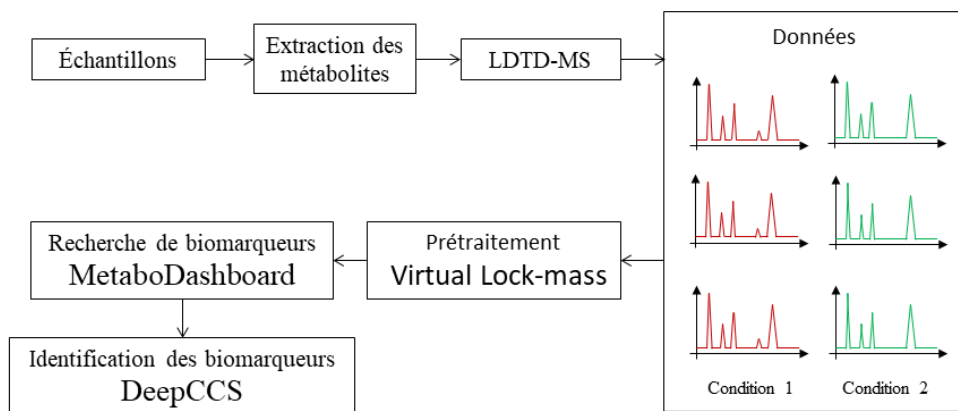 Échantillons
Extraction des
métabolites
LDTD-MS
Données
Condition 1
Condition 2
Prétraitement
Virtual Lock-mass
Recherche de biomarqueurs
MetaboDashboard
Identification des biomarqueurs
DeepCCS